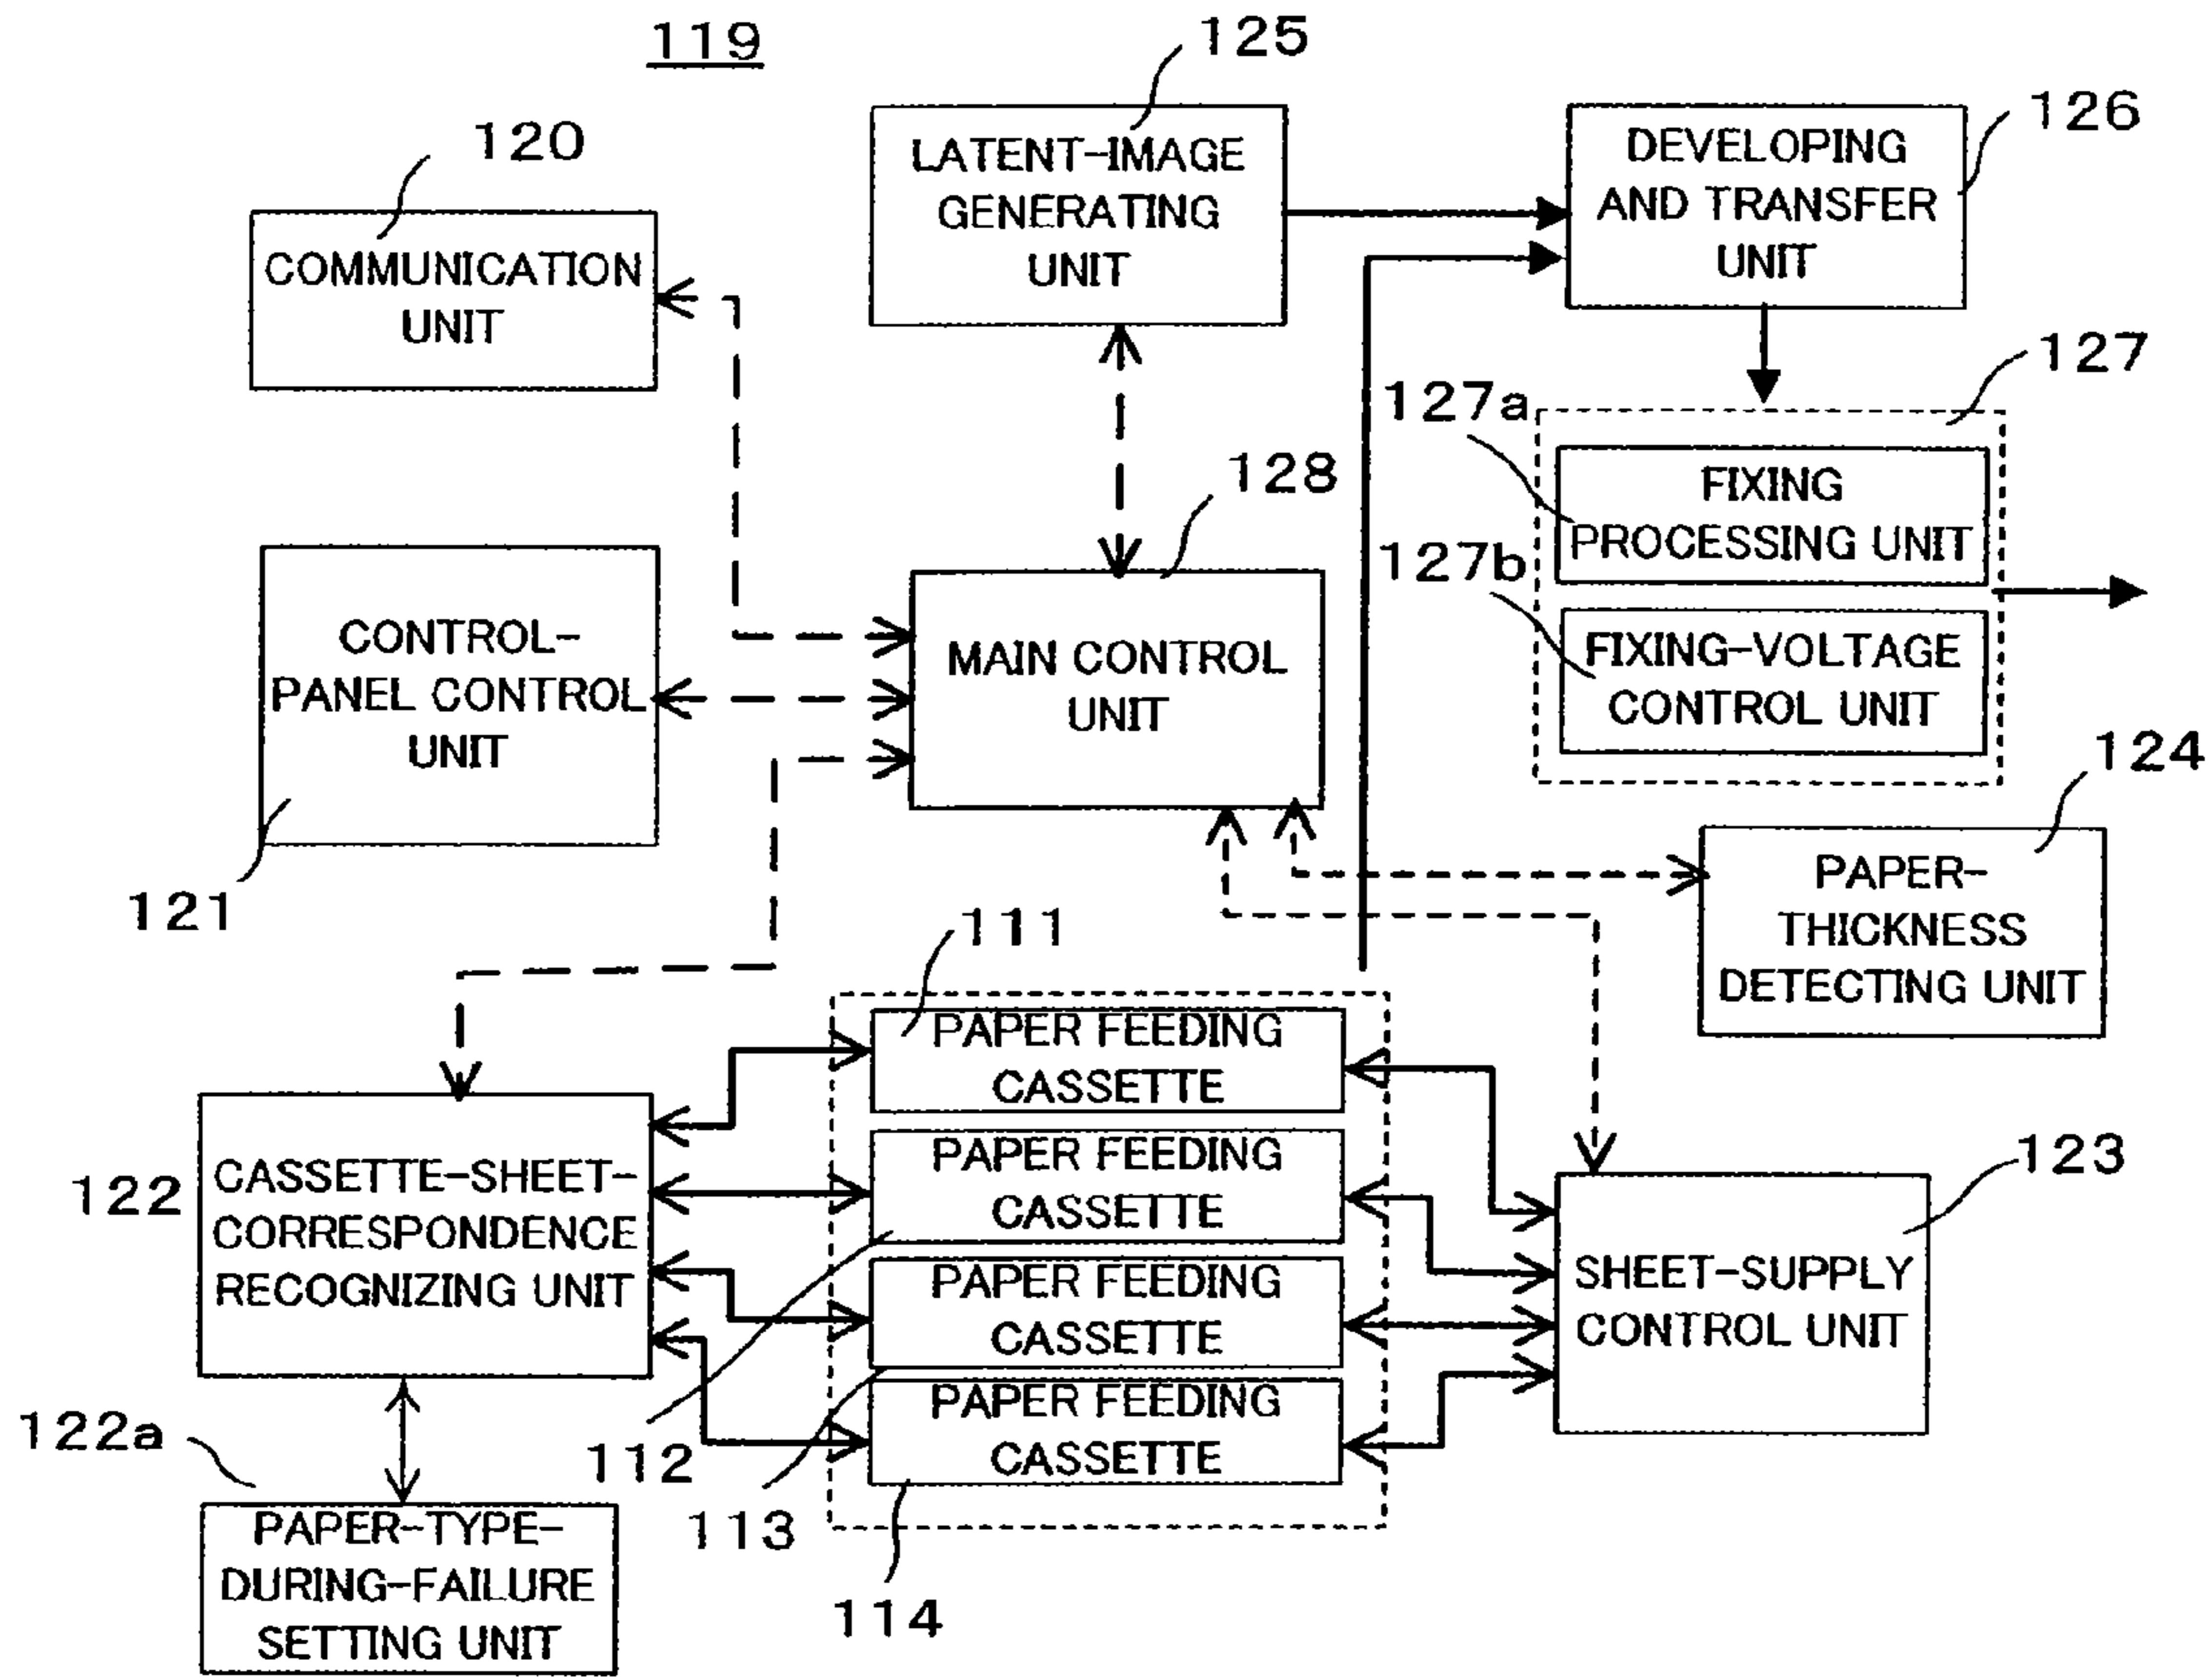 119
125
LATENT-IMAGE
GENERATING
UNIT
126
DEVELOPING
AND TRANSFER
UNIT
120
COMMUNICATION
UNIT
127
127a
FIXING
PROCESSING UNIT
127b
FIXING-VOLTAGE
CONTROL UNIT
128
MAIN CONTROL
UNIT
CONTROL-
PANEL CONTROL
UNIT
121
124
PAPER-
THICKNESS
DETECTING UNIT
111
PAPER FEEDING
CASSETTE
PAPER FEEDING
CASSETTE
112
PAPER FEEDING
CASSETTE
113
PAPER FEEDING
CASSETTE
114
122
CASSETTE-SHEET-
CORRESPONDENCE
RECOGNIZING UNIT
123
SHEET-SUPPLY
CONTROL UNIT
122a
PAPER-TYPE-
DURING-FAILURE
SETTING UNIT